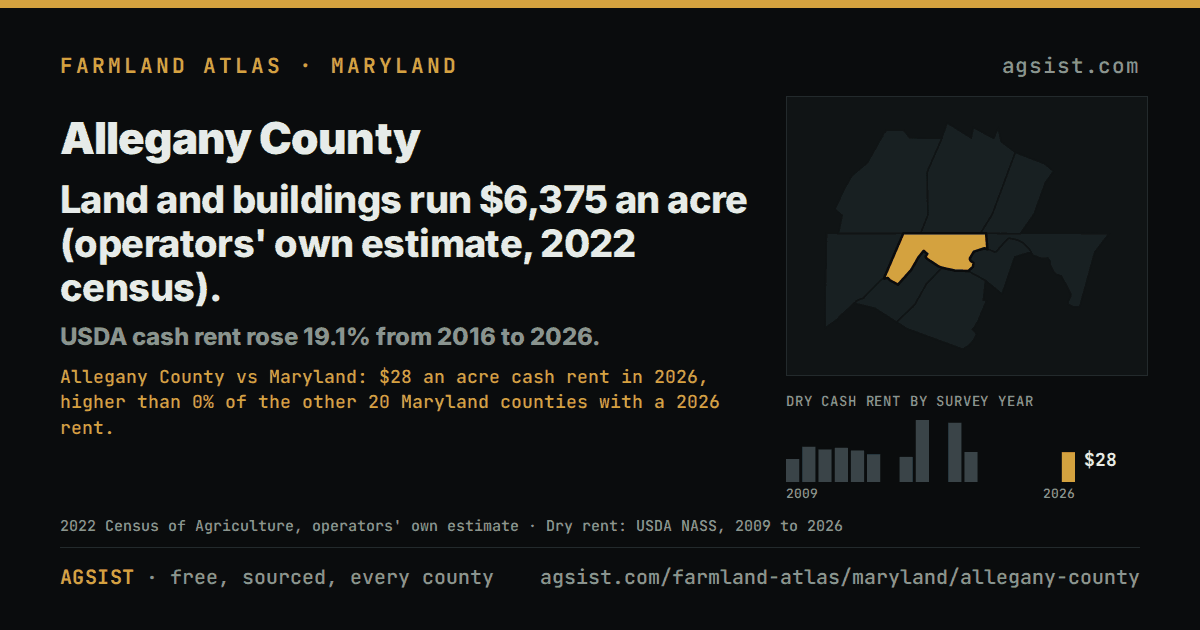 FARMLAND ATLAS · MARYLAND
agsist.com
Allegany County
Land and buildings run $6,375 an acre
(operators' own estimate, 2022
census).
USDA cash rent rose 19.1% from 2016 to 2026.
Allegany County vs Maryland: $28 an acre cash rent in 2026,
higher than 0% of the other 20 Maryland counties with a 2026
rent.
DRY CASH RENT BY SURVEY YEAR
$28
2009
2026
2022 Census of Agriculture, operators' own estimate · Dry rent: USDA NASS, 2009 to 2026
AGSIST · free, sourced, every county
agsist.com/farmland-atlas/maryland/allegany-county